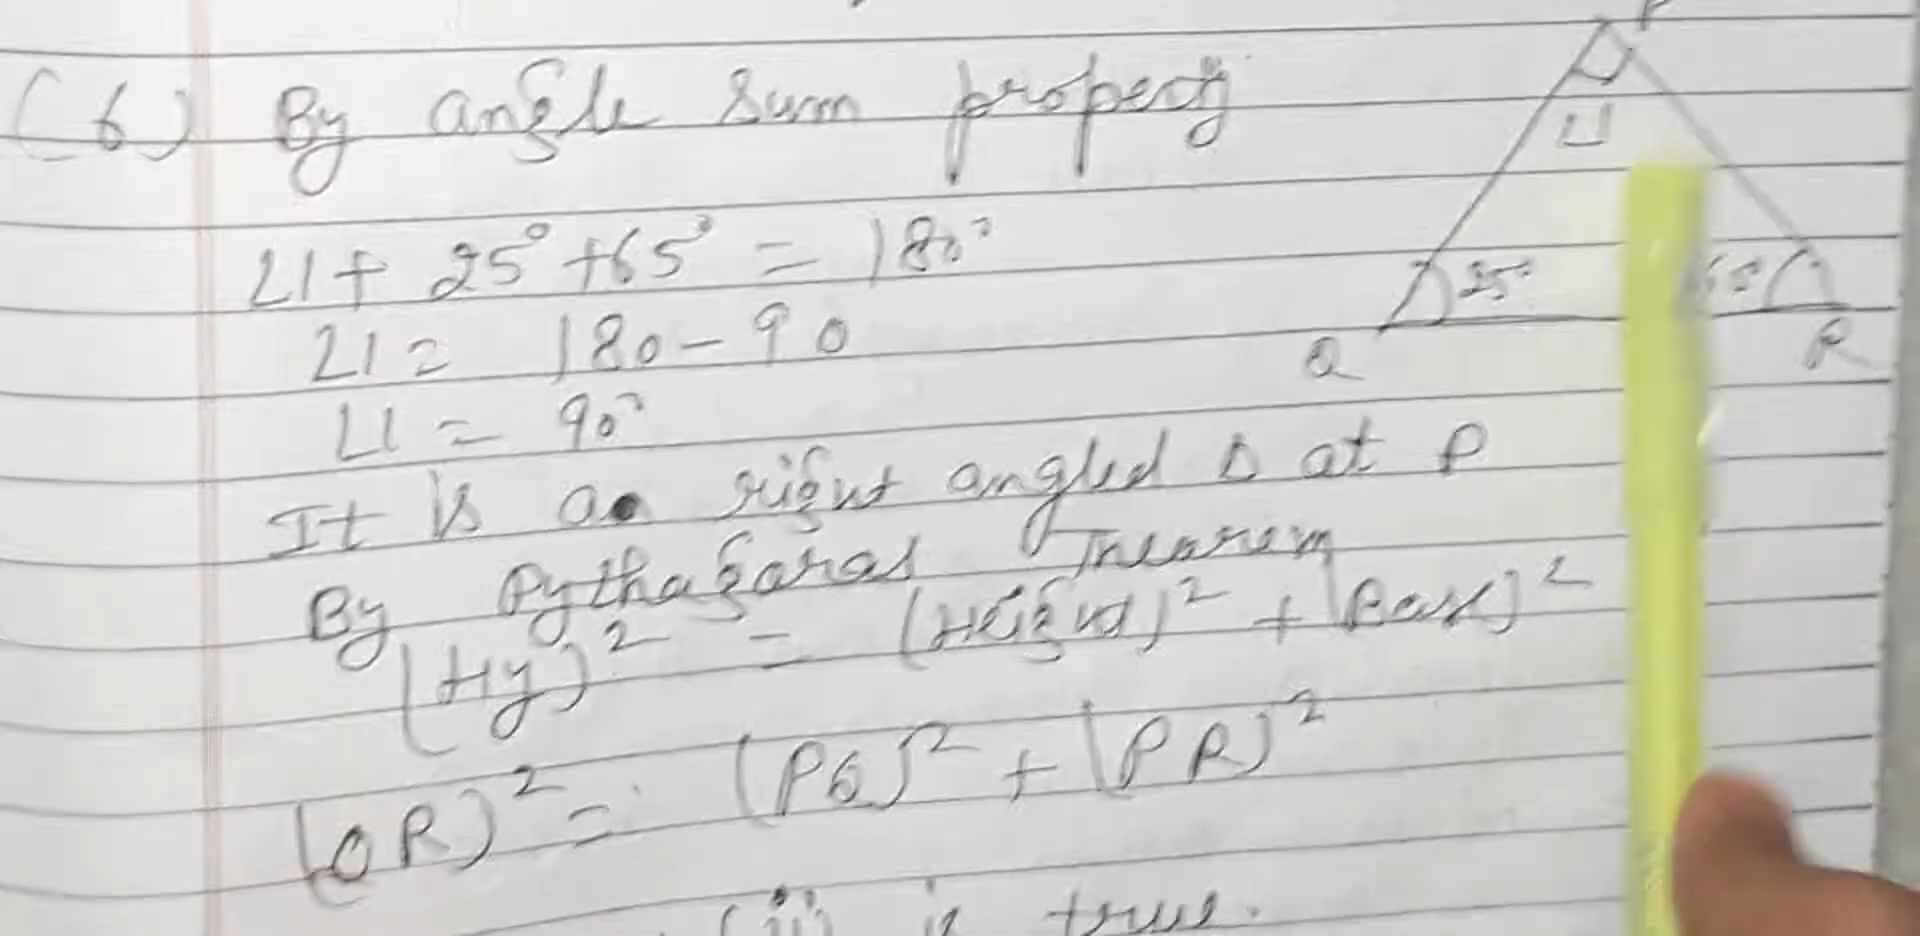 (6) By angle sum property
∠1 + 25° + 65° = 180°
∠1 = 180 - 90
∠1 = 90°
It is a right angled Δ at P
By Pythagoras Theorem
(Hy)² = (Height)² + (Base)²
(QR)² = (PQ)² + (PR)²
(ii) is true.
P
∠1
25°
65°
Q
R